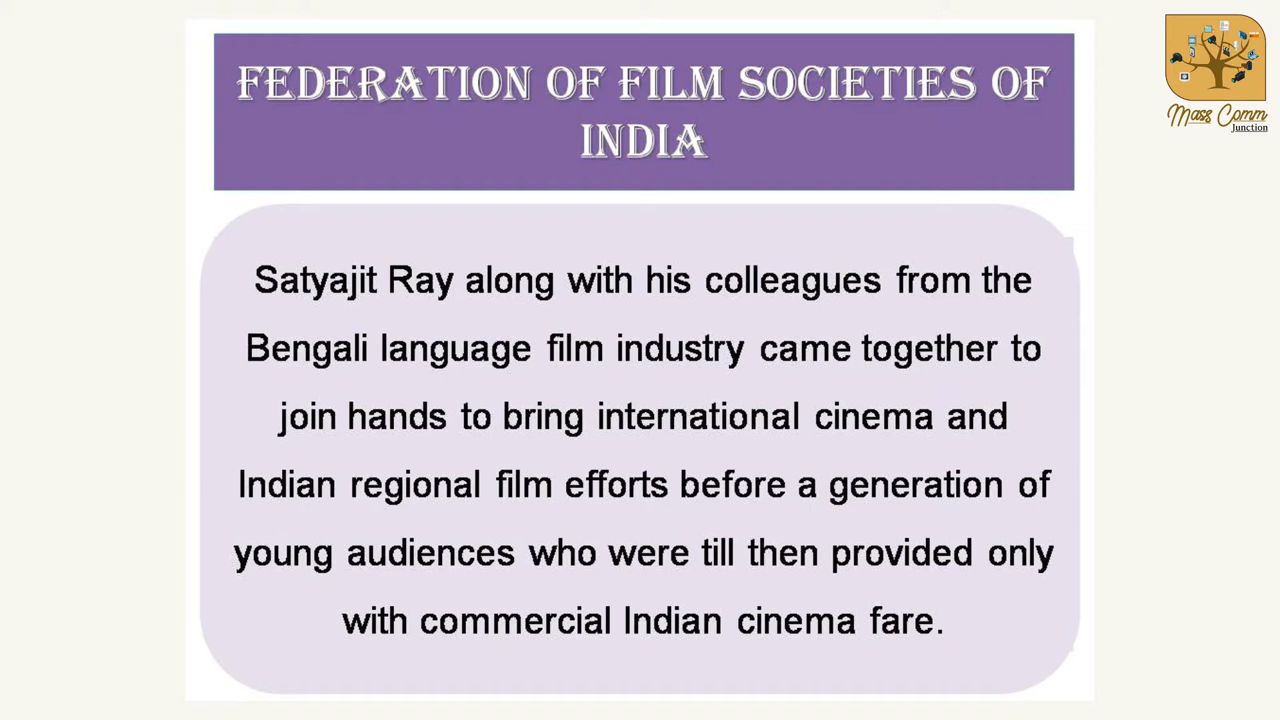 FEDERATION OF FILM SOCIETIES OF
INDIA
Mass Comm
Junction
Satyajit Ray along with his colleagues from the
Bengali language film industry came together to
join hands to bring international cinema and
Indian regional film efforts before a generation of
young audiences who were till then provided only
with commercial Indian cinema fare.